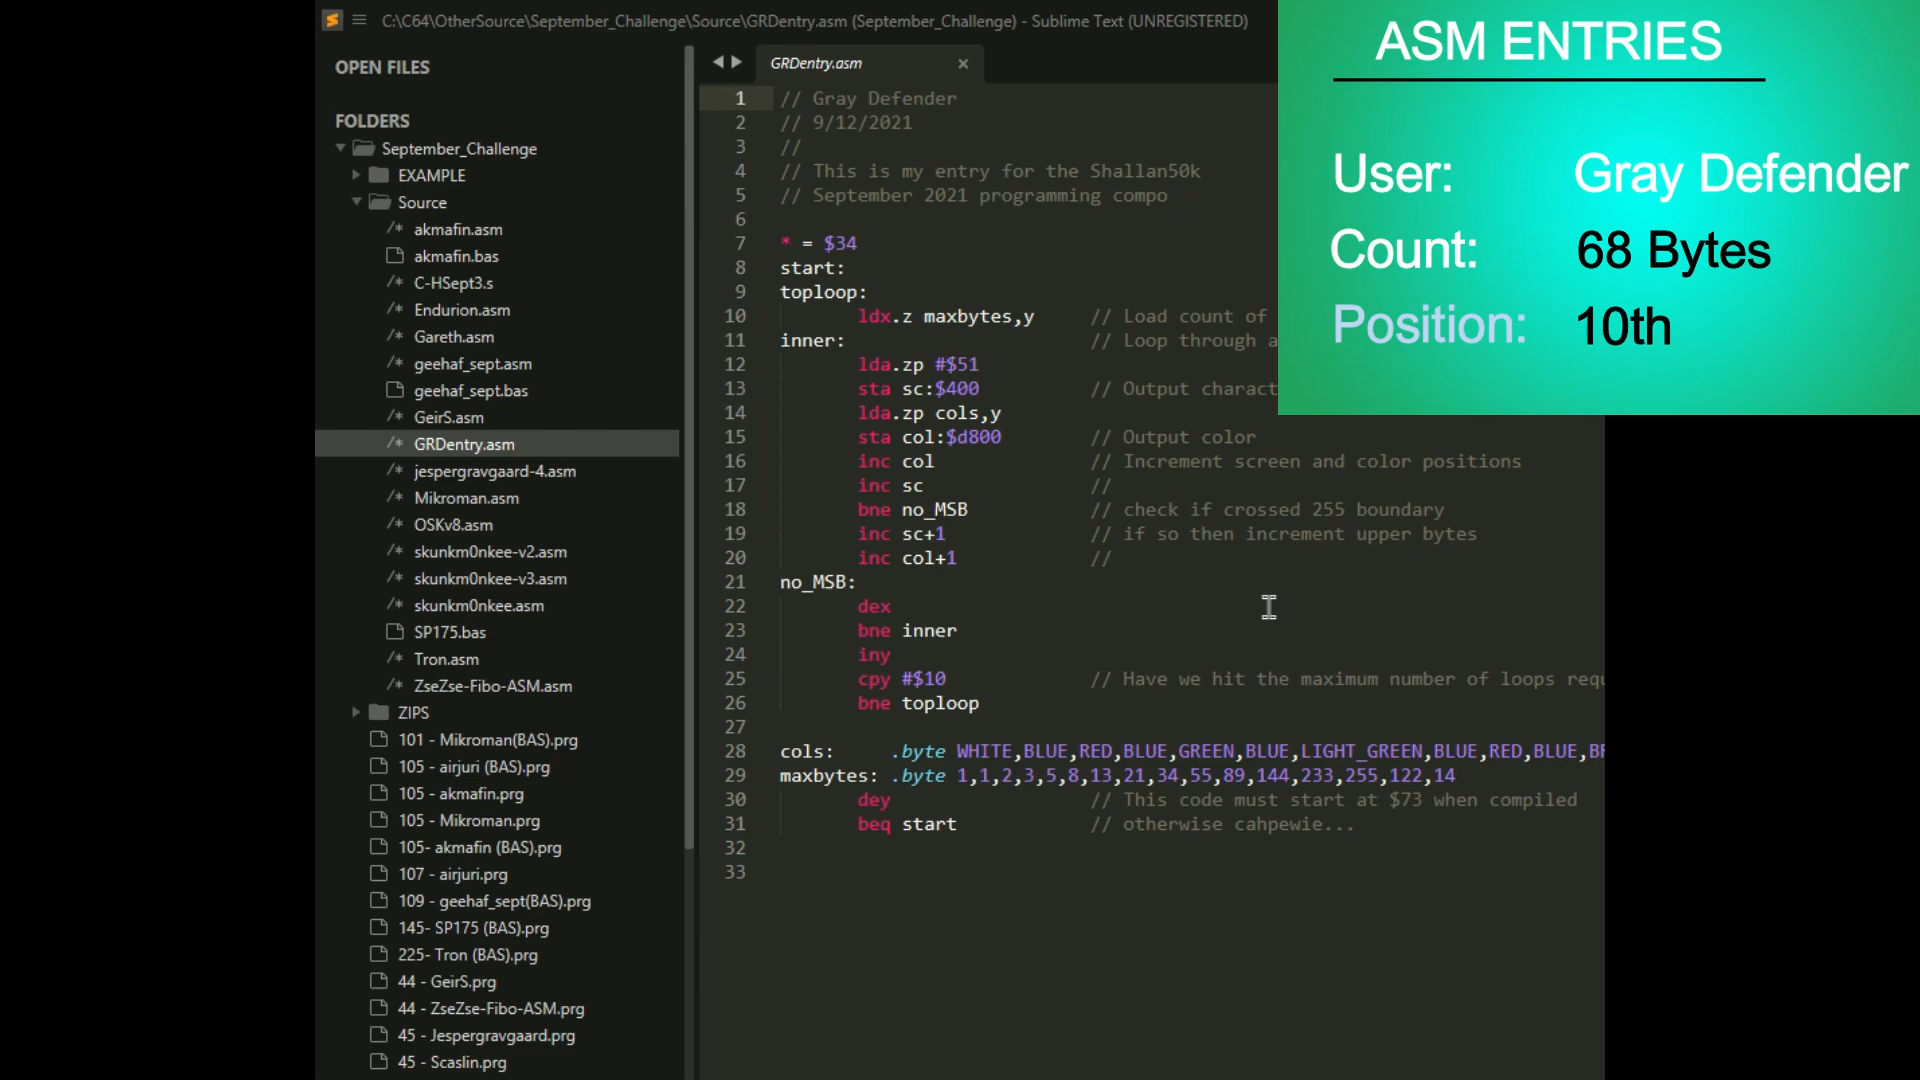 C:\C64\OtherSource\September_Challenge\Source\GRDentry.asm (September_Challenge) - Sublime Text (UNREGISTERED)
OPEN FILES
FOLDERS
September_Challenge
EXAMPLE
Source
/* akmafin.asm
akmafin.bas
/* C-HSept3.s
/* Endurion.asm
/* Gareth.asm
/* geehaf_sept.asm
geehaf_sept.bas
/* GeirS.asm
/* GRDentry.asm
/* jespergravgaard-4.asm
/* Mikroman.asm
/* OSKv8.asm
/* skunkm0nkee-v2.asm
/* skunkm0nkee-v3.asm
/* skunkm0nkee.asm
SP175.bas
/* Tron.asm
/* ZseZse-Fibo-ASM.asm
ZIPS
101 - Mikroman(BAS).prg
105 - airjuri (BAS).prg
105 - akmafin.prg
105 - Mikroman.prg
105- akmafin (BAS).prg
107 - airjuri.prg
109 - geehaf_sept(BAS).prg
145- SP175 (BAS).prg
225- Tron (BAS).prg
44 - GeirS.prg
44 - ZseZse-Fibo-ASM.prg
45 - Jespergravgaard.prg
45 - Scaslin.prg
GRDentry.asm ×
1 // Gray Defender
2 // 9/12/2021
3 //
4 // This is my entry for the Shallan50k
5 // September 2021 programming compo
6
7 * = $34
8 start:
9 toploop:
10 ldx.z maxbytes,y // Load count of
11 inner: // Loop through a
12 lda.zp #$51
13 sta sc:$400 // Output charact
14 lda.zp cols,y
15 sta col:$d800 // Output color
16 inc col // Increment screen and color positions
17 inc sc //
18 bne no_MSB // check if crossed 255 boundary
19 inc sc+1 // if so then increment upper bytes
20 inc col+1 //
21 no_MSB:
22 dex
23 bne inner
24 iny
25 cpy #$10 // Have we hit the maximum number of loops requ
26 bne toploop
27
28 cols: .byte WHITE,BLUE,RED,BLUE,GREEN,BLUE,LIGHT_GREEN,BLUE,RED,BLUE,BR
29 maxbytes: .byte 1,1,2,3,5,8,13,21,34,55,89,144,233,255,122,14
30 dey // This code must start at $73 when compiled
31 beq start // otherwise cahpewie...
32
33
ASM ENTRIES
User: Gray Defender
Count: 68 Bytes
Position: 10th